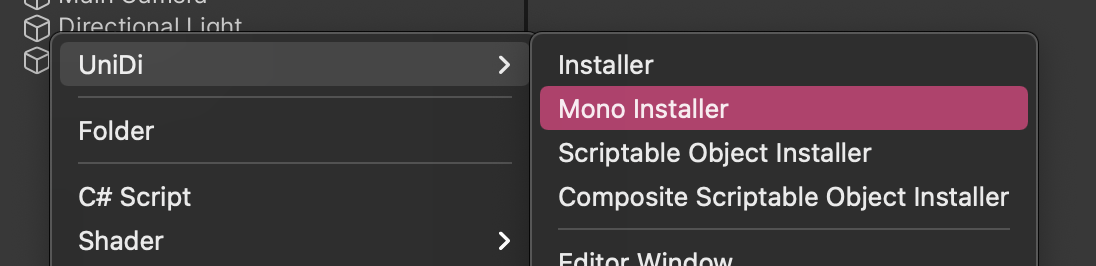 Main Camera
Directional Light
UniDi
Folder
C# Script
Shader
Installer
Mono Installer
Scriptable Object Installer
Composite Scriptable Object Installer
Editor Window